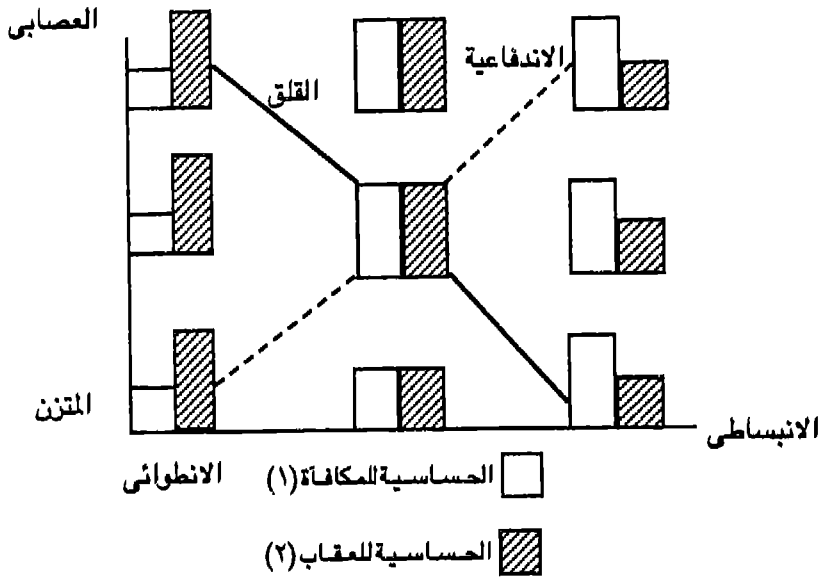 العصابى
الاندفاعية
القلق
المتزن
الانبساطى
الانطوائى
الحساسية للمكافأة (١)
الحساسية للعقاب (٢)